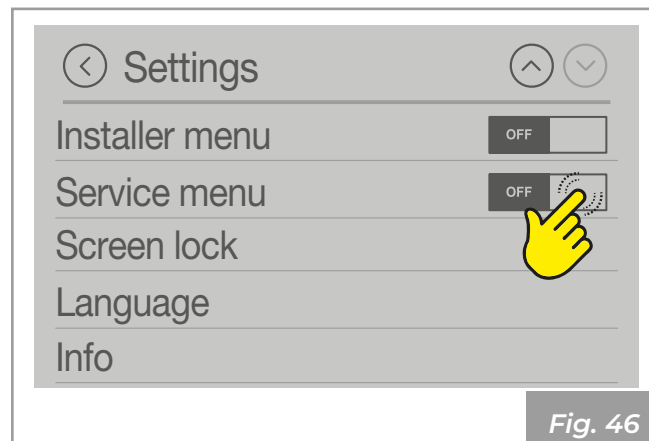 Settings
Installer menu OFF
Service menu OFF
Screen lock
Language
Info
Fig. 46